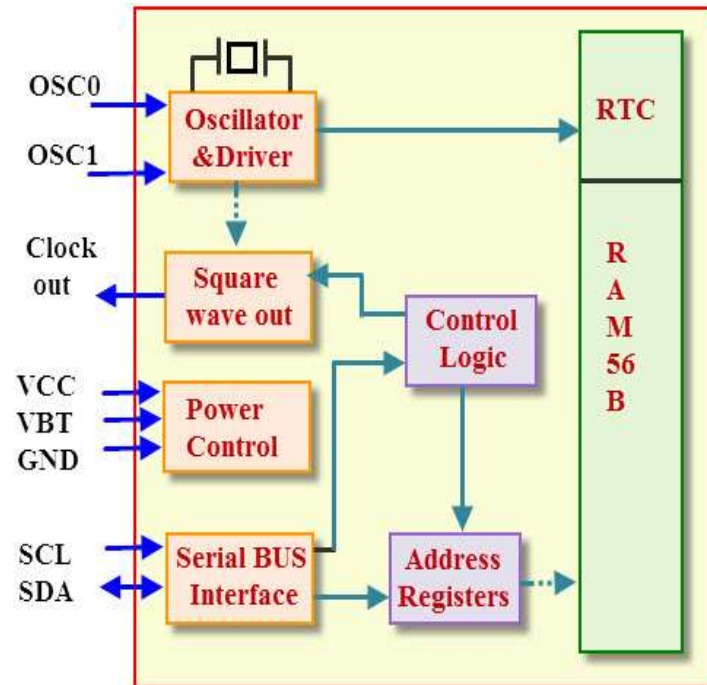 OSC0
OSC1
Oscillator
&Driver
RTC
Clock
out
Square
wave out
Control
Logic
R
A
M
56
B
VCC
VBT
GND
Power
Control
SCL
SDA
Serial BUS
Interface
Address
Registers